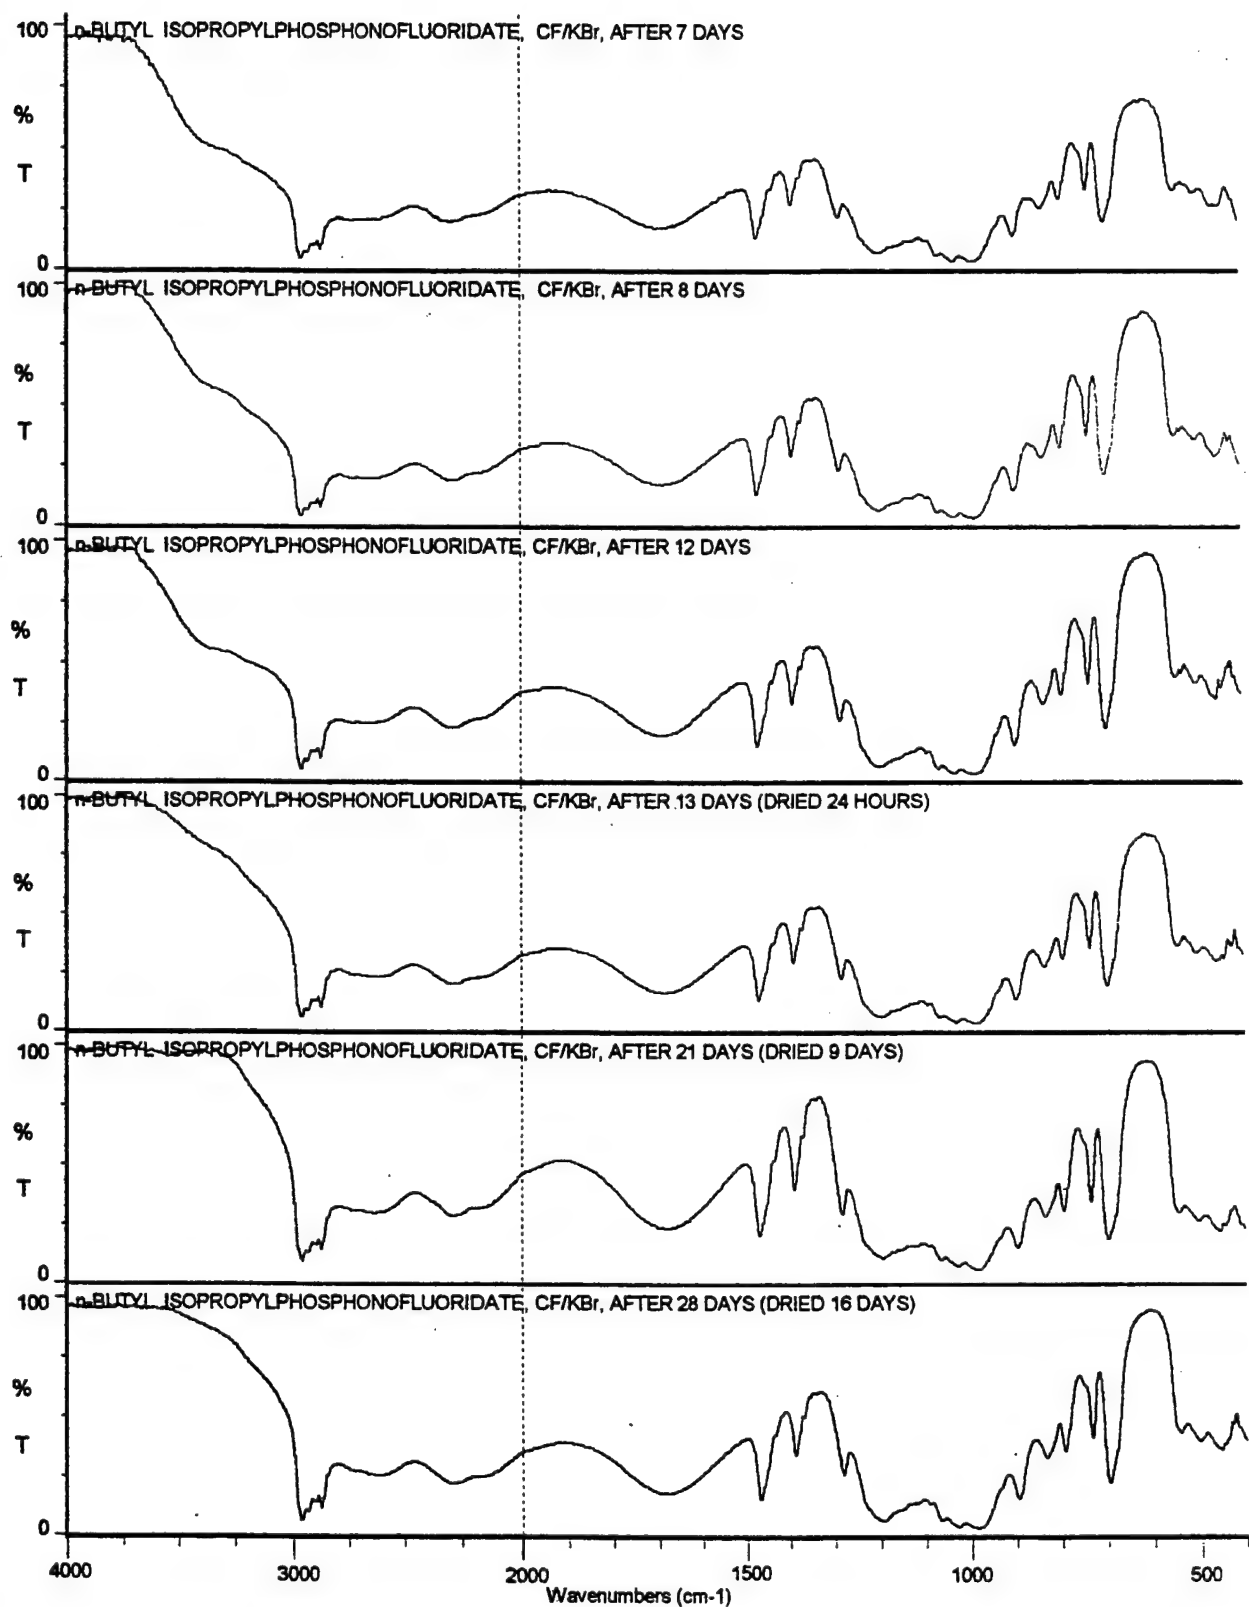 100 n-BUTYL ISOPROPYLPHOSPHONOFLUORIDATE, CF/KBr, AFTER 7 DAYS
%
T
0
100 n-BUTYL ISOPROPYLPHOSPHONOFLUORIDATE, CF/KBr, AFTER 8 DAYS
%
T
0
100 n-BUTYL ISOPROPYLPHOSPHONOFLUORIDATE, CF/KBr, AFTER 12 DAYS
%
T
0
100 n-BUTYL ISOPROPYLPHOSPHONOFLUORIDATE, CF/KBr, AFTER 13 DAYS (DRIED 24 HOURS)
%
T
0
100 n-BUTYL ISOPROPYLPHOSPHONOFLUORIDATE, CF/KBr, AFTER 21 DAYS (DRIED 9 DAYS)
%
T
0
100 n-BUTYL ISOPROPYLPHOSPHONOFLUORIDATE, CF/KBr, AFTER 28 DAYS (DRIED 16 DAYS)
%
T
0
4000 3000 2000 1500 1000 500
Wavenumbers (cm-1)